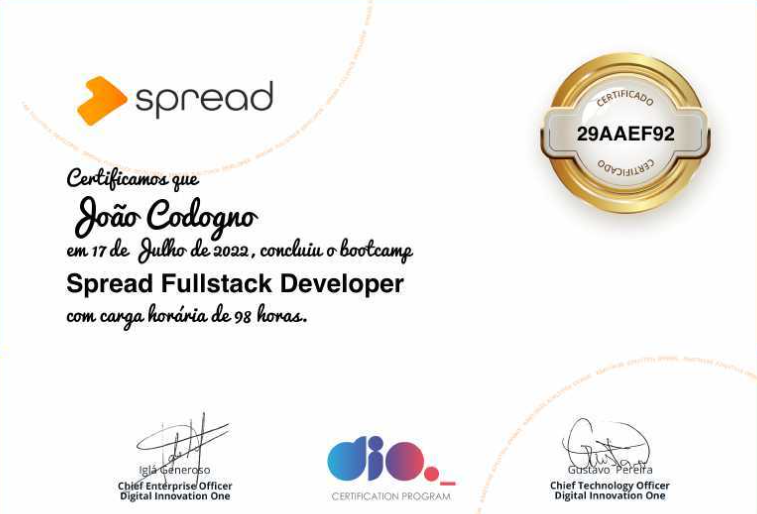 spread
CERTIFICADO
29AAEF92
CERTIFICADO
Certificamos que
João Codogno
em 17 de Julho de 2022, concluiu o bootcamp
Spread Fullstack Developer
com carga horária de 98 horas.
Iglá Generoso
Chief Enterprise Officer
Digital Innovation One
dio._
CERTIFICATION PROGRAM
Gustavo Pereira
Chief Technology Officer
Digital Innovation One